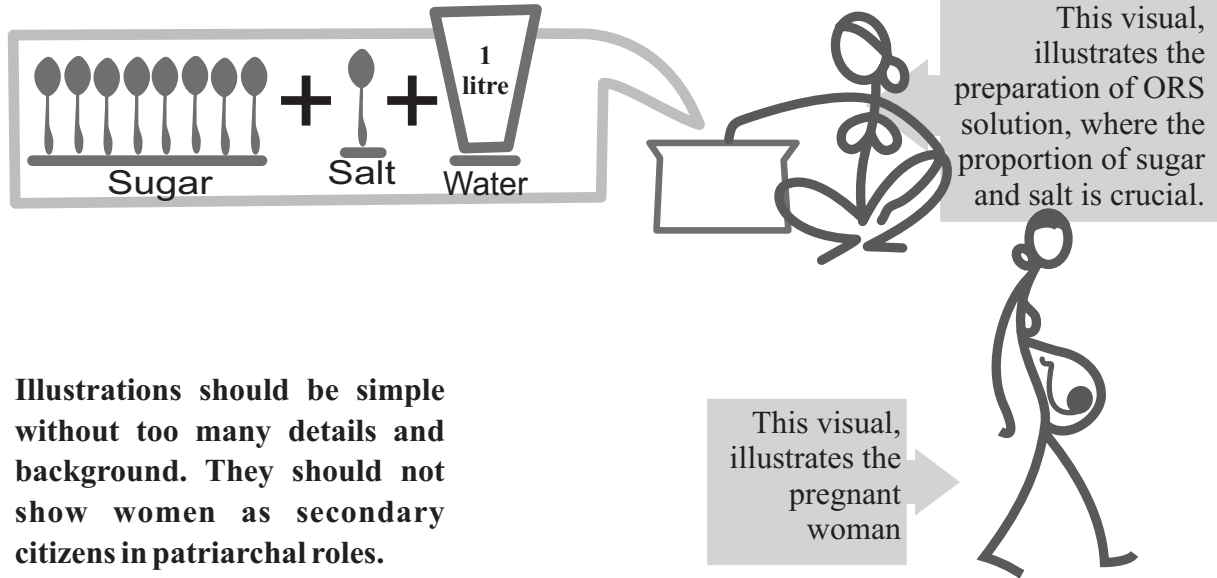 1
litre
Sugar
Salt
Water
This visual,
illustrates the
preparation of ORS
solution, where the
proportion of sugar
and salt is crucial.
Illustrations should be simple
without too many details and
background. They should not
show women as secondary
citizens in patriarchal roles.
This visual,
illustrates the
pregnant
woman